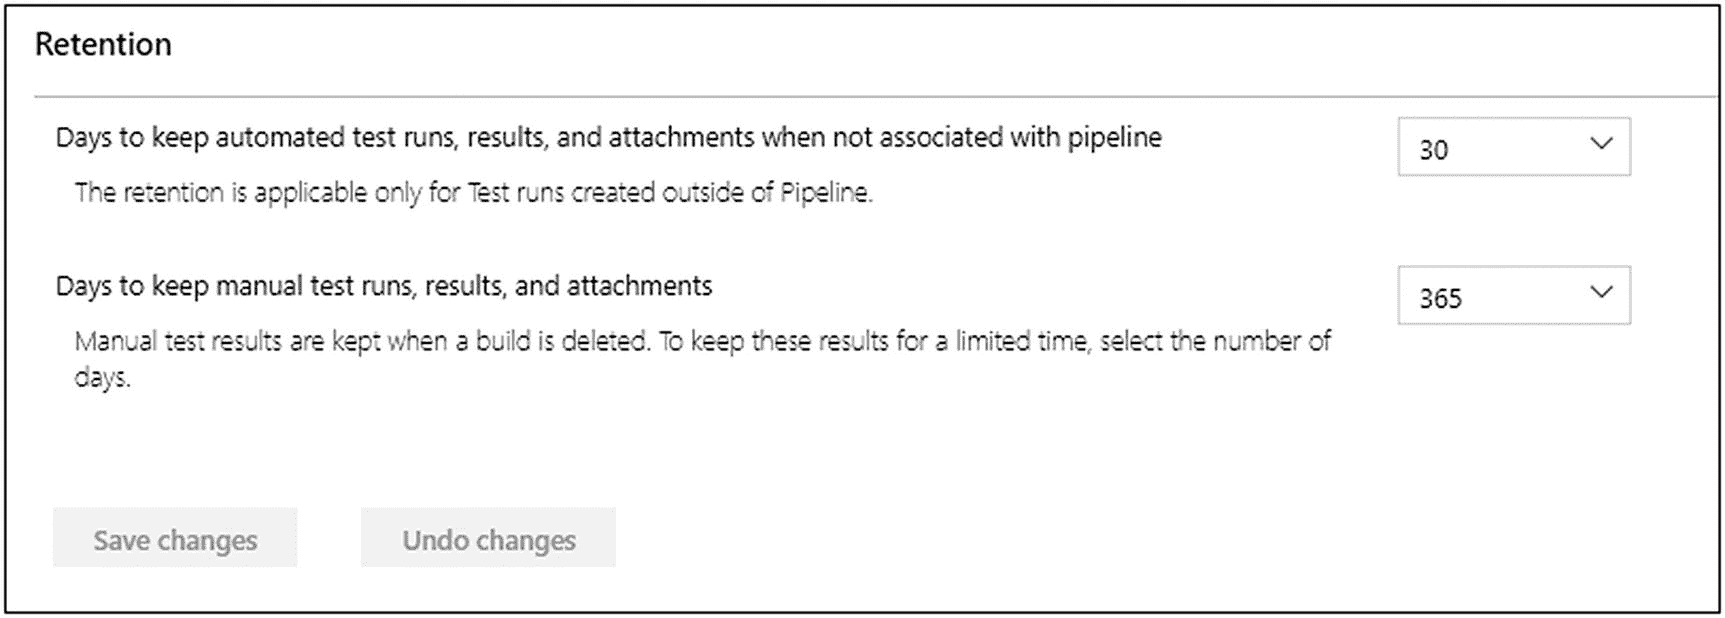 Retention
Days to keep automated test runs, results, and attachments when not associated with pipeline
30
The retention is applicable only for Test runs created outside of Pipeline.
Days to keep manual test runs, results, and attachments
365
Manual test results are kept when a build is deleted. To keep these results for a limited time, select the number of
days.
Save changes
Undo changes